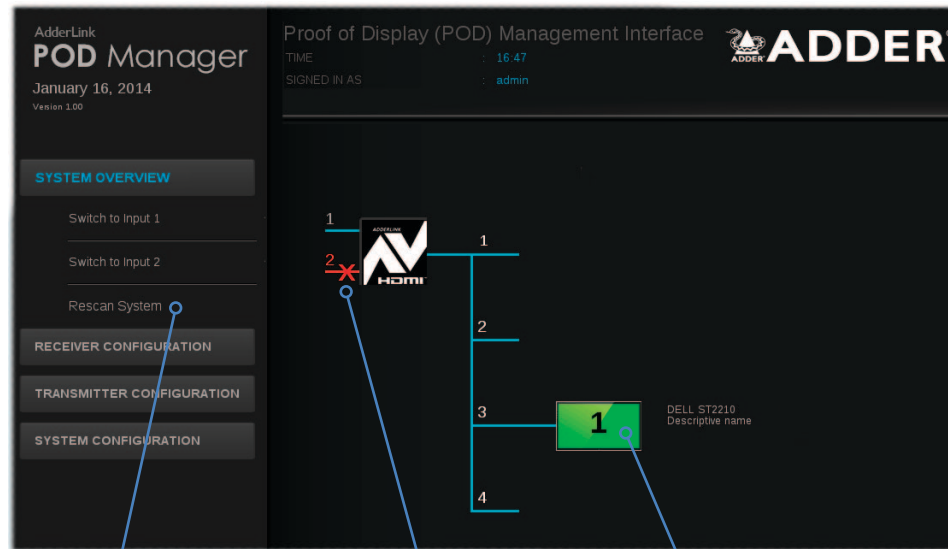 AdderLink
POD Manager
January 16, 2014
Version 1.00
Proof of Display (POD) Management Interface
TIME : 16:47
SIGNED IN AS : admin
ADDER
ADDER
SYSTEM OVERVIEW
Switch to Input 1
Switch to Input 2
Rescan System
RECEIVER CONFIGURATION
TRANSMITTER CONFIGURATION
SYSTEM CONFIGURATION
1
2
ADDERLINK
AV
HDMI
1
2
3
4
1
DELL ST2210
Descriptive name